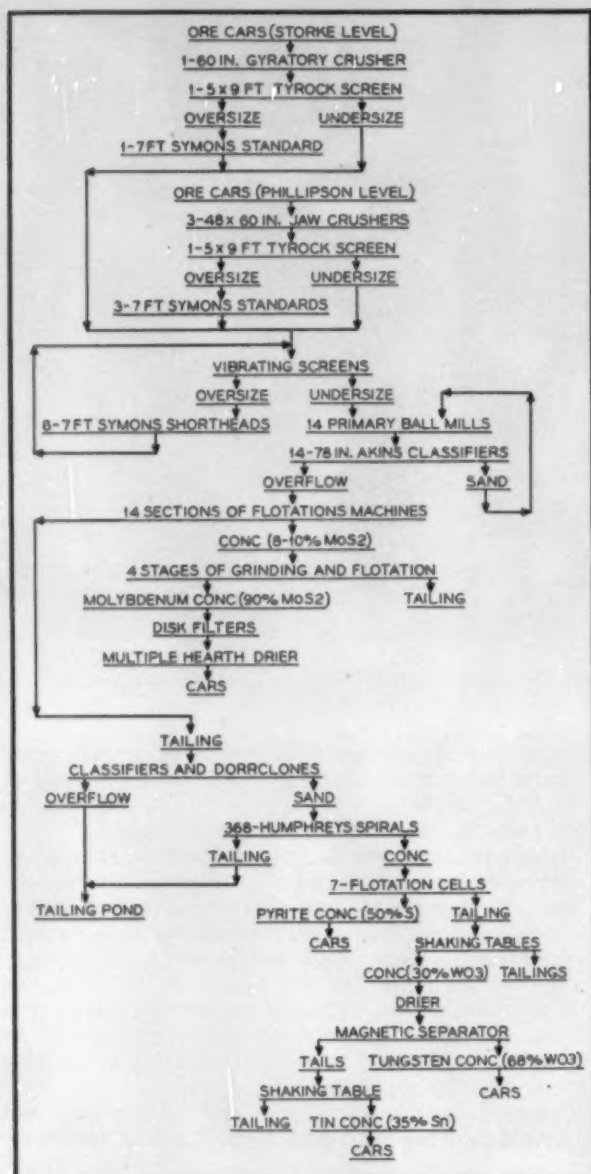 ORE CARS (STORKE LEVEL)
1-60 IN. GYRATORY CRUSHER
1-5 x 9 FT TYROCK SCREEN
OVERSIZE UNDERSIZE
1-7 FT SYMONS STANDARD
ORE CARS (PHILLIPSON LEVEL)
3-48 x 60 IN. JAW CRUSHERS
1-5 x 9 FT TYROCK SCREEN
OVERSIZE UNDERSIZE
3-7 FT SYMONS STANDARDS
VIBRATING SCREENS
OVERSIZE UNDERSIZE
6-7 FT SYMONS SHORTHEADS 14 PRIMARY BALL MILLS
14-78 IN. AKINS CLASSIFIERS
OVERFLOW SAND
14 SECTIONS OF FLOTATIONS MACHINES
CONC (8-10% MOS2)
4 STAGES OF GRINDING AND FLOTATION
MOLYBDENUM CONC (90% MOS2) TAILING
DISK FILTERS
MULTIPLE HEARTH DRIER
CARS
TAILING
CLASSIFIERS AND DORRCLONES
OVERFLOW SAND
368-HUMPHREYS SPIRALS
TAILING CONC
7-FLOTATION CELLS
TAILING POND PYRITE CONC (50% S) TAILING
CARS SHAKING TABLES
CONC (30% WO3) TAILINGS
DRIER
MAGNETIC SEPARATOR
TAILS TUNGSTEN CONC (68% WO3)
SHAKING TABLE CARS
TAILING TIN CONC (35% Sn)
CARS